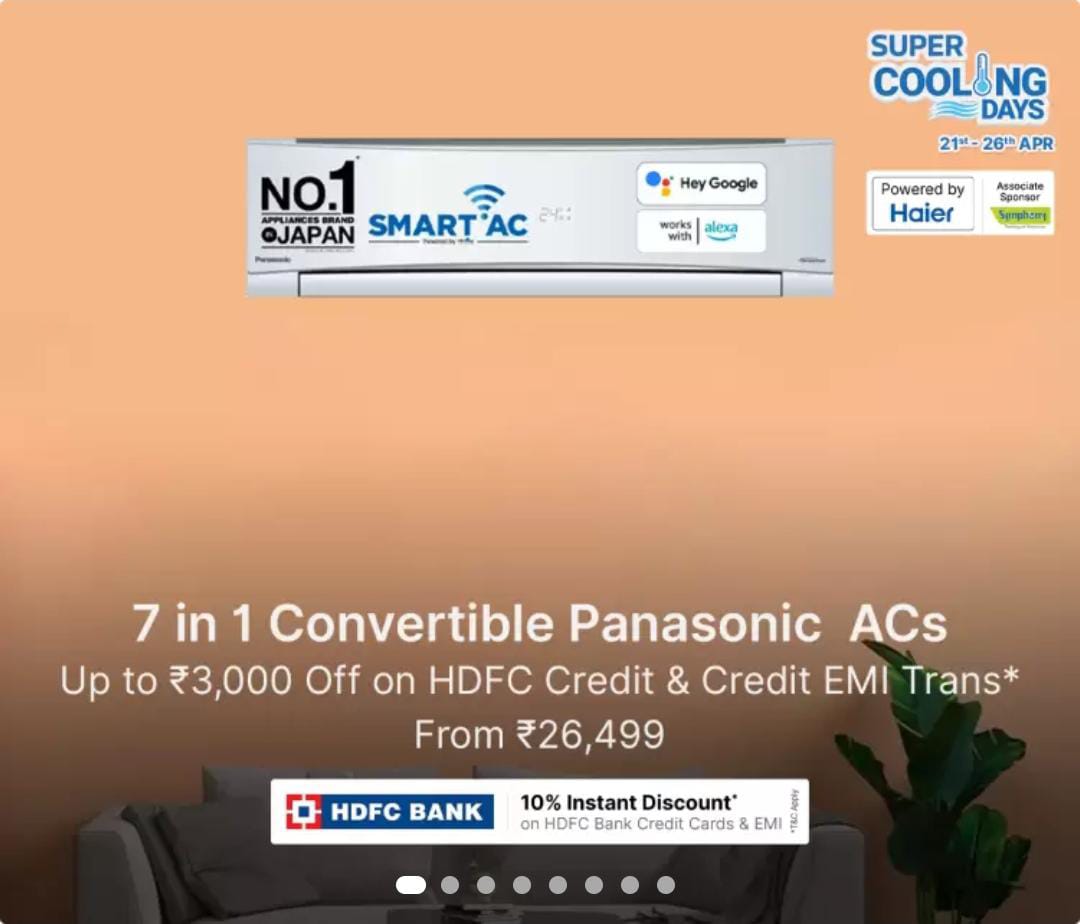 SUPER
COOLING
DAYS
21st - 26th APR
Powered by
Haier
Associate
Sponsor
Symphony
NO.1*
APPLIANCES BRAND
IN JAPAN
Panasonic
SMART AC
24
Hey Google
works
with
alexa
7 in 1 Convertible Panasonic ACs
Up to ₹3,000 Off on HDFC Credit & Credit EMI Trans*
From ₹26,499
HDFC BANK
10% Instant Discount*
on HDFC Bank Credit Cards & EMI
*T&C Apply